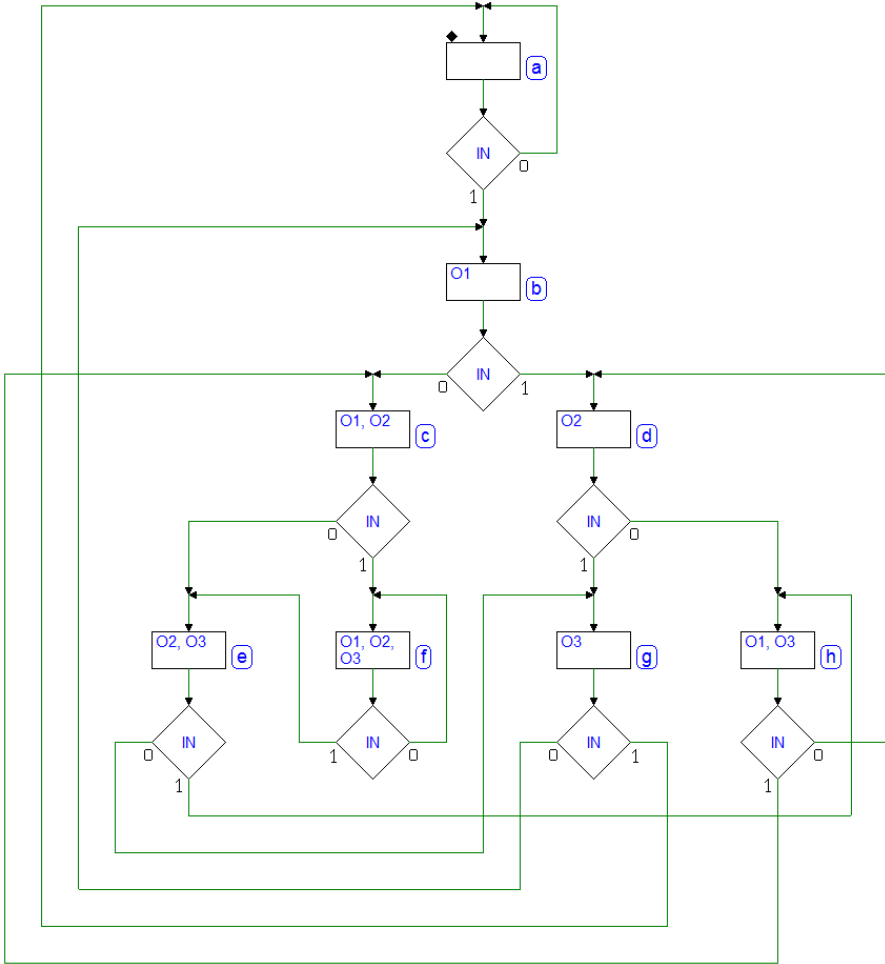 a
IN
0
1
O1
b
IN
0
1
O1, O2
c
O2
d
IN
0
1
IN
0
1
O2, O3
e
O1, O2,
O3
f
O3
g
O1, O3
h
IN
0
1
IN
1
0
IN
0
1
IN
0
1